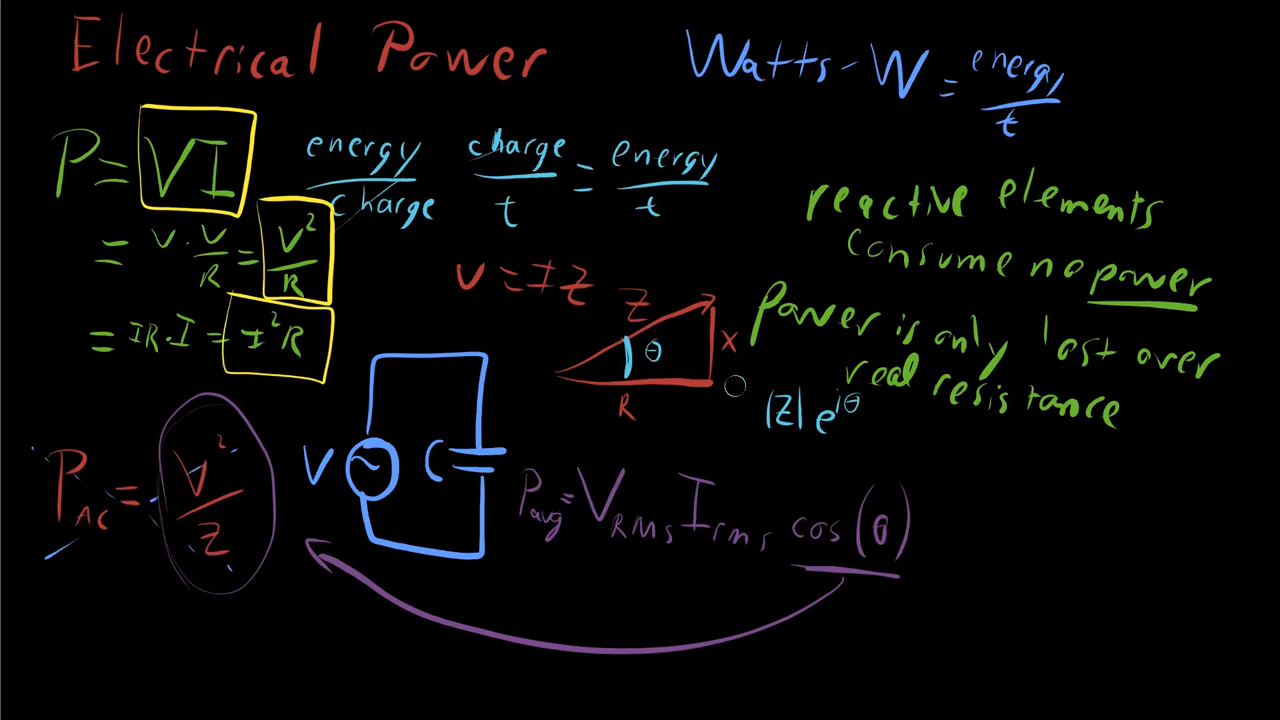 Electrical Power
Watts - W = energy / t
P = VI
energy / charge charge / t = energy / t
= V · V/R = V²/R
= IR · I = I²R
reactive elements
consume no power
V = IZ
Z
θ
X
R
Power is only lost over
real resistance
|Z| e^iθ
P_AC = V²/Z
V
C
P_avg = V_RMS I_rms cos(θ)